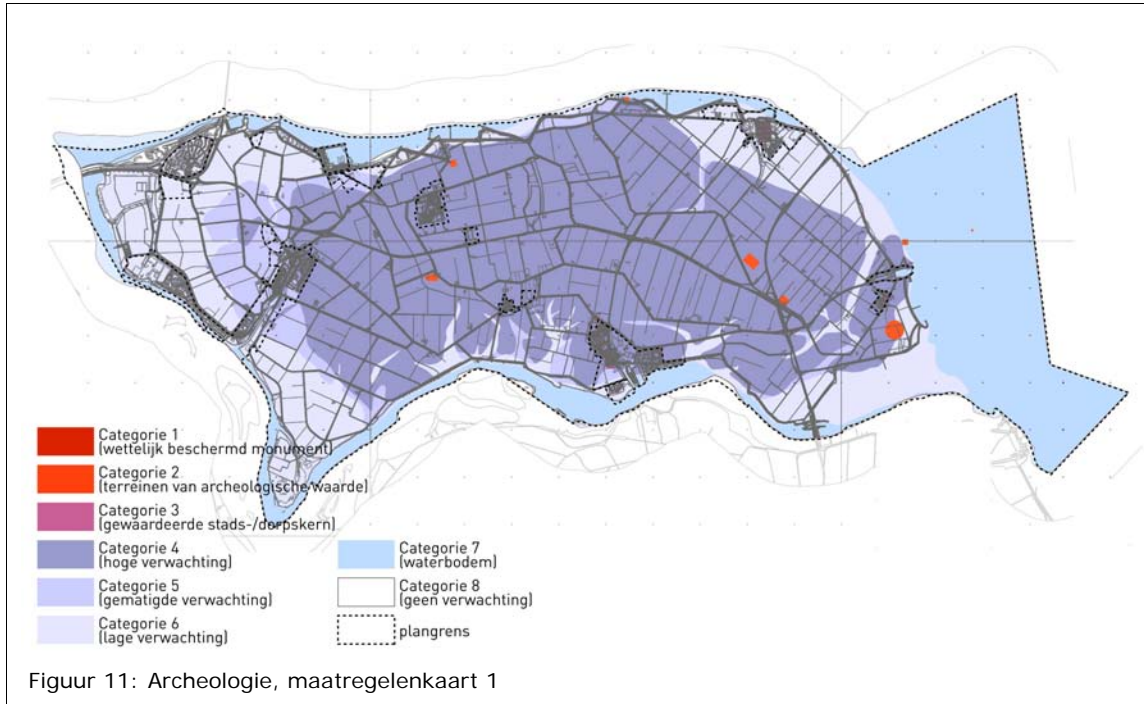 Categorie 1
(wettelijk beschermd monument)
Categorie 2
(terreinen van archeologische waarde)
Categorie 3
(gewaardeerde stads-/dorpskern)
Categorie 4
(hoge verwachting)
Categorie 5
(gematigde verwachting)
Categorie 6
(lage verwachting)
Categorie 7
(waterbodem)
Categorie 8
(geen verwachting)
plangrens
Figuur 11: Archeologie, maatregelenkaart 1